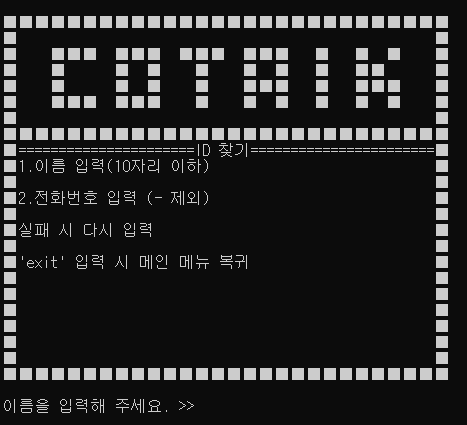 COTAIK
=====================ID 찾기======================
1.이름 입력(10자리 이하)
2.전화번호 입력 (- 제외)
실패 시 다시 입력
'exit' 입력 시 메인 메뉴 복귀
이름을 입력해 주세요. >>